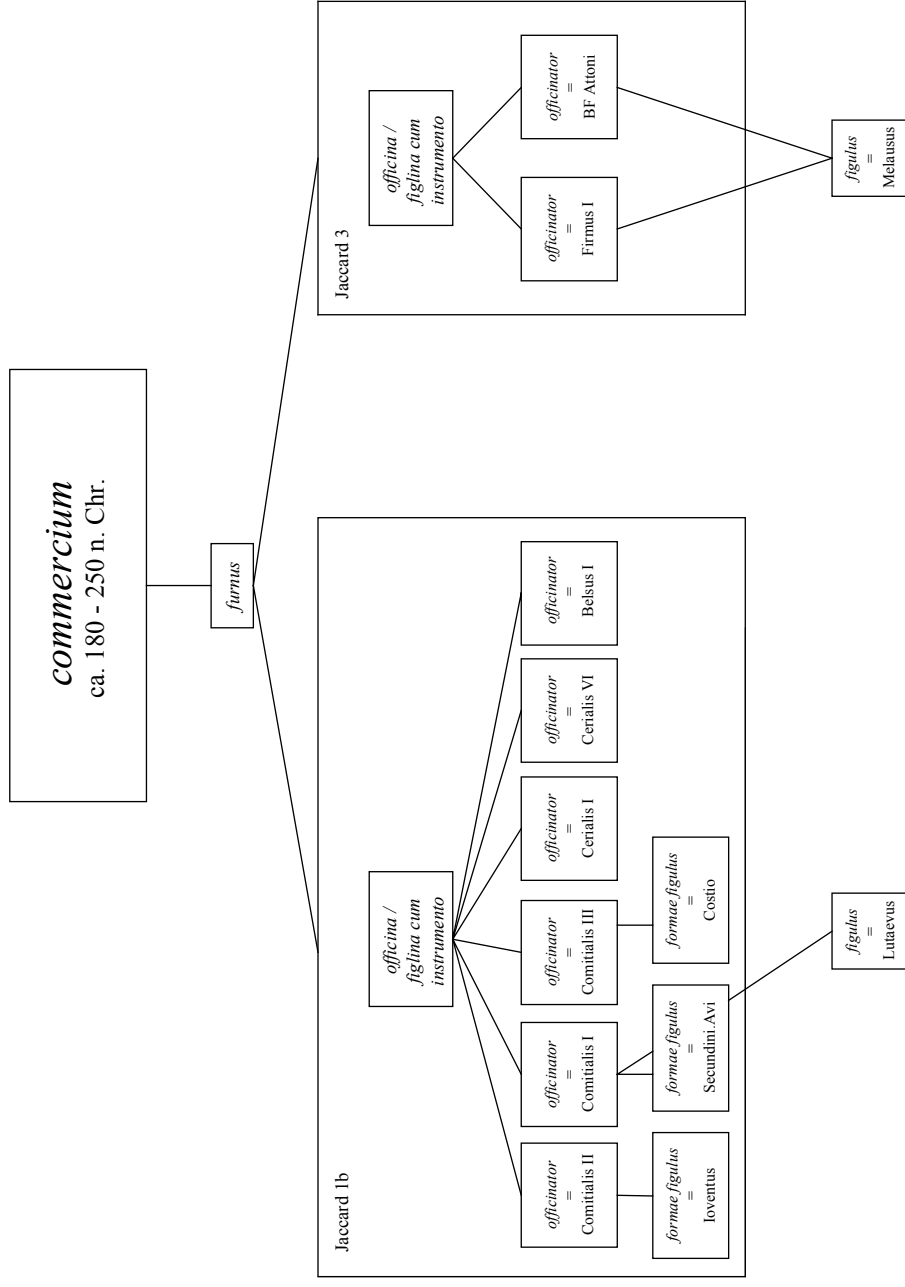 commercium
ca. 180 - 250 n. Chr.
furnus
Jaccard 1b
officina /
figlina cum
instrumento
officinator
=
Comitialis II
officinator
=
Comitialis I
officinator
=
Comitialis III
officinator
=
Cerialis I
officinator
=
Cerialis VI
officinator
=
Belsus I
formae figulus
=
Ioventus
formae figulus
=
Secundini.Avi
formae figulus
=
Costio
figulus
=
Lutaevus
Jaccard 3
officina /
figlina cum
instrumento
officinator
=
Firmus I
officinator
=
BF Attoni
figulus
=
Melausus